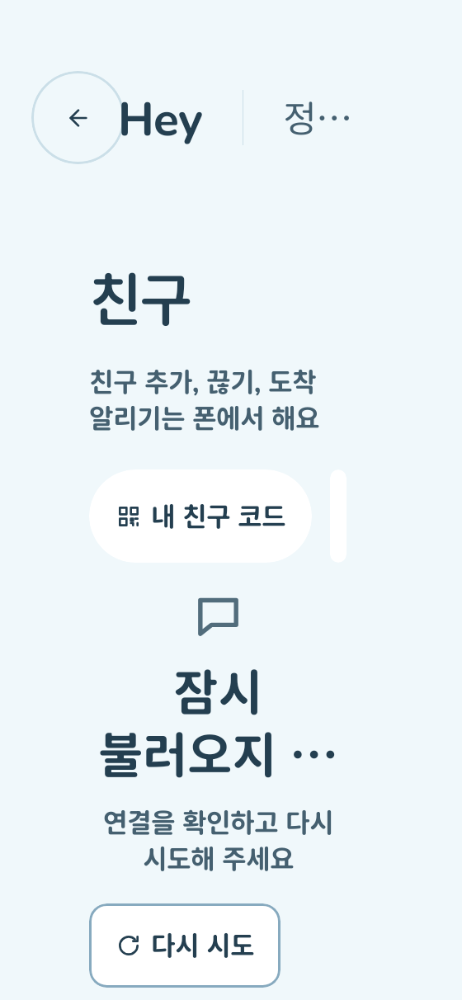 Hey
정…
친구
친구 추가, 끊기, 도착
알리기는 폰에서 해요
내 친구 코드
잠시
불러오지 …
연결을 확인하고 다시
시도해 주세요
다시 시도